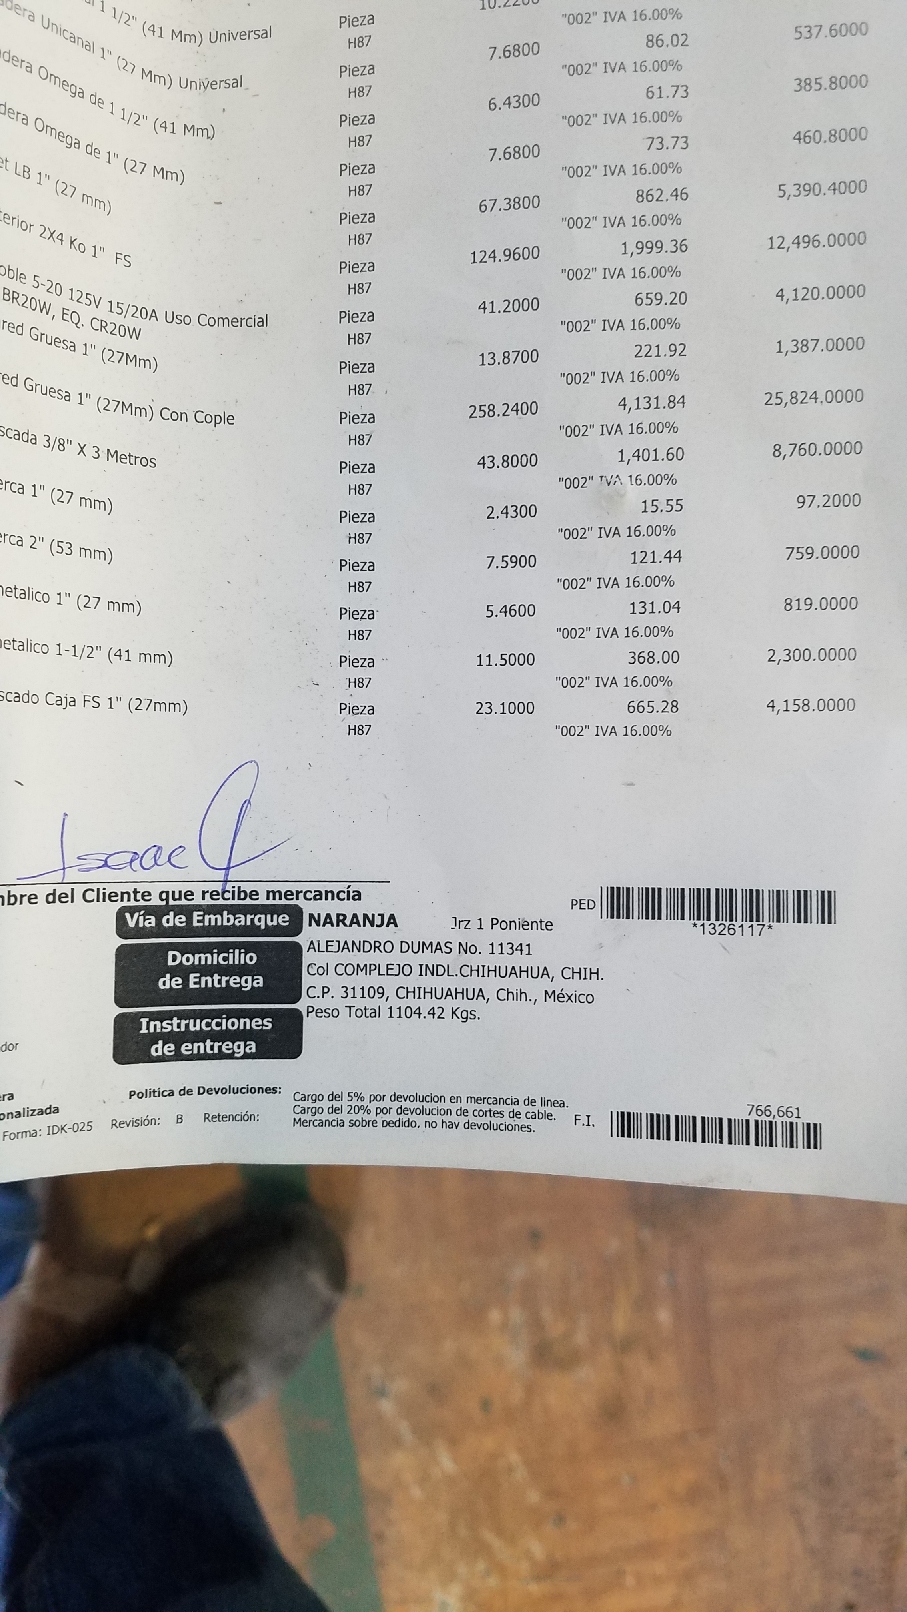 1 1/2" (41 Mm) Universal Pieza 10.2200 "002" IVA 16.00%
H87
Unicanal 1" (27 Mm) Universal Pieza 7.6800 86.02 537.6000
H87 "002" IVA 16.00%
dera Omega de 1 1/2" (41 Mm) Pieza 6.4300 61.73 385.8000
H87 "002" IVA 16.00%
dera Omega de 1" (27 Mm) Pieza 7.6800 73.73 460.8000
H87 "002" IVA 16.00%
et LB 1" (27 mm) Pieza 67.3800 862.46 5,390.4000
H87 "002" IVA 16.00%
terior 2X4 Ko 1" FS Pieza 124.9600 1,999.36 12,496.0000
H87 "002" IVA 16.00%
oble 5-20 125V 15/20A Uso Comercial Pieza 41.2000 659.20 4,120.0000
BR20W, EQ. CR20W H87 "002" IVA 16.00%
red Gruesa 1" (27Mm) Pieza 13.8700 221.92 1,387.0000
H87 "002" IVA 16.00%
ed Gruesa 1" (27Mm) Con Cople Pieza 258.2400 4,131.84 25,824.0000
H87 "002" IVA 16.00%
scada 3/8" X 3 Metros Pieza 43.8000 1,401.60 8,760.0000
H87 "002" IVA 16.00%
erca 1" (27 mm) Pieza 2.4300 15.55 97.2000
H87 "002" IVA 16.00%
erca 2" (53 mm) Pieza 7.5900 121.44 759.0000
H87 "002" IVA 16.00%
netalico 1" (27 mm) Pieza 5.4600 131.04 819.0000
H87 "002" IVA 16.00%
netalico 1-1/2" (41 mm) Pieza 11.5000 368.00 2,300.0000
H87 "002" IVA 16.00%
scado Caja FS 1" (27mm) Pieza 23.1000 665.28 4,158.0000
H87 "002" IVA 16.00%
Isaac
nbre del Cliente que recibe mercancía
PED *1326117*
Vía de Embarque NARANJA Jrz 1 Poniente
Domicilio de Entrega
ALEJANDRO DUMAS No. 11341
Col COMPLEJO INDL.CHIHUAHUA, CHIH.
C.P. 31109, CHIHUAHUA, Chih., México
Peso Total 1104.42 Kgs.
Instrucciones de entrega
dor
era
onalizada
Forma: IDK-025 Revisión: B Retención:
Politica de Devoluciones: Cargo del 5% por devolucion en mercancia de linea.
Cargo del 20% por devolucion de cortes de cable.
Mercancia sobre pedido, no hay devoluciones.
F.I. 766,661